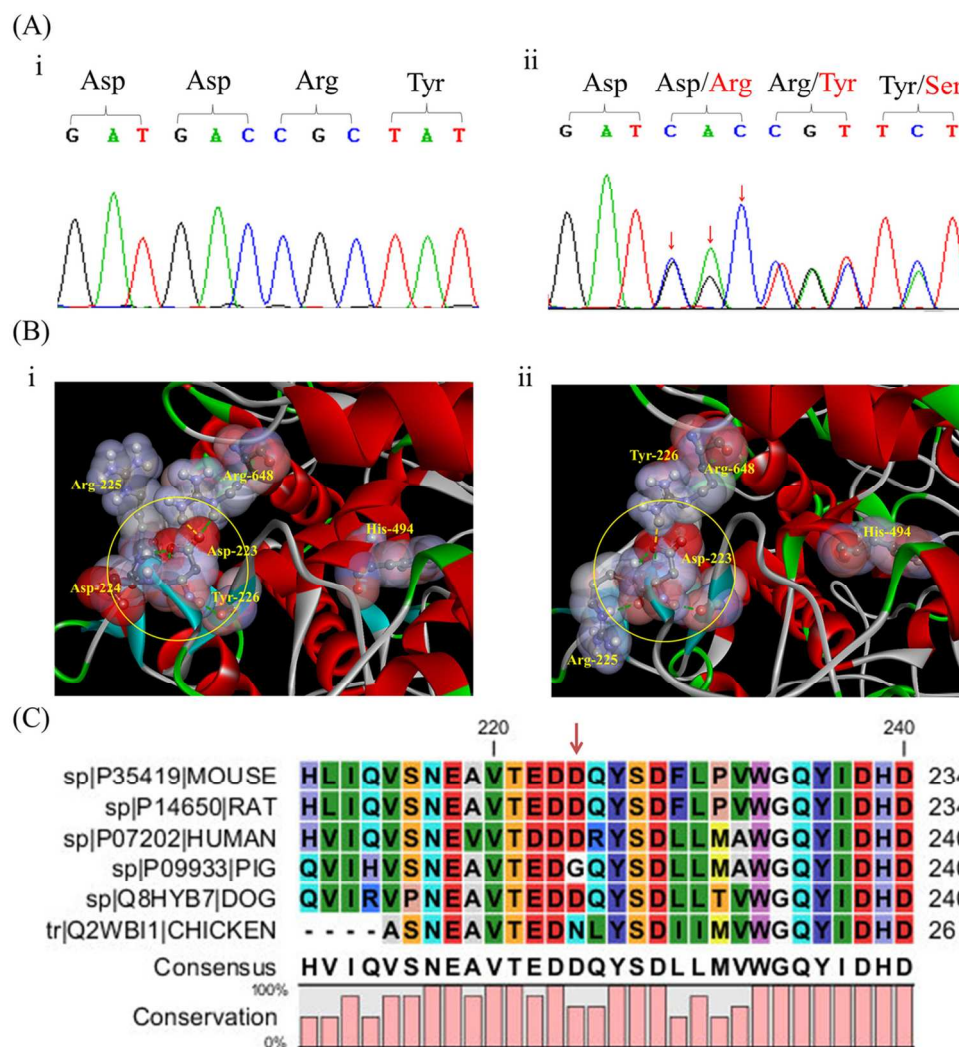 (A)
i
ii
Asp Asp Arg Tyr
Asp Asp/Arg Arg/Tyr Tyr/Ser
G A T G A C C G C T A T
G A T C A C C G T T C T
(B)
i
ii
Arg-225
Arg-648
His-494
Asp-223
Asp-224
Tyr-226
Tyr-226
Arg-648
His-494
Asp-223
Arg-225
(C)
220 240
sp|P35419|MOUSE HLIQVSNEAVTEDDQYSDFLPVWGQYIDHD 234
sp|P14650|RAT HLIQVSNEAVTEDDQYSDFLPVWGQYIDHD 234
sp|P07202|HUMAN HVIQVSNEVVTDDDRYSDLLMAWGQYIDHD 240
sp|P09933|PIG QVIHVSNEAVTEDGQYSDLLMAWGQYIDHD 240
sp|Q8HYB7|DOG QVIRVPNEAVTEDDQYSDLLTVWGQYIDHD 240
tr|Q2WBI1|CHICKEN ----ASNEAVTEDNLYSDIIMVWGQYIDHD 26
Consensus HVIQVSNEAVTEDDQYSDLLMVWGQYIDHD
100%
Conservation
0%